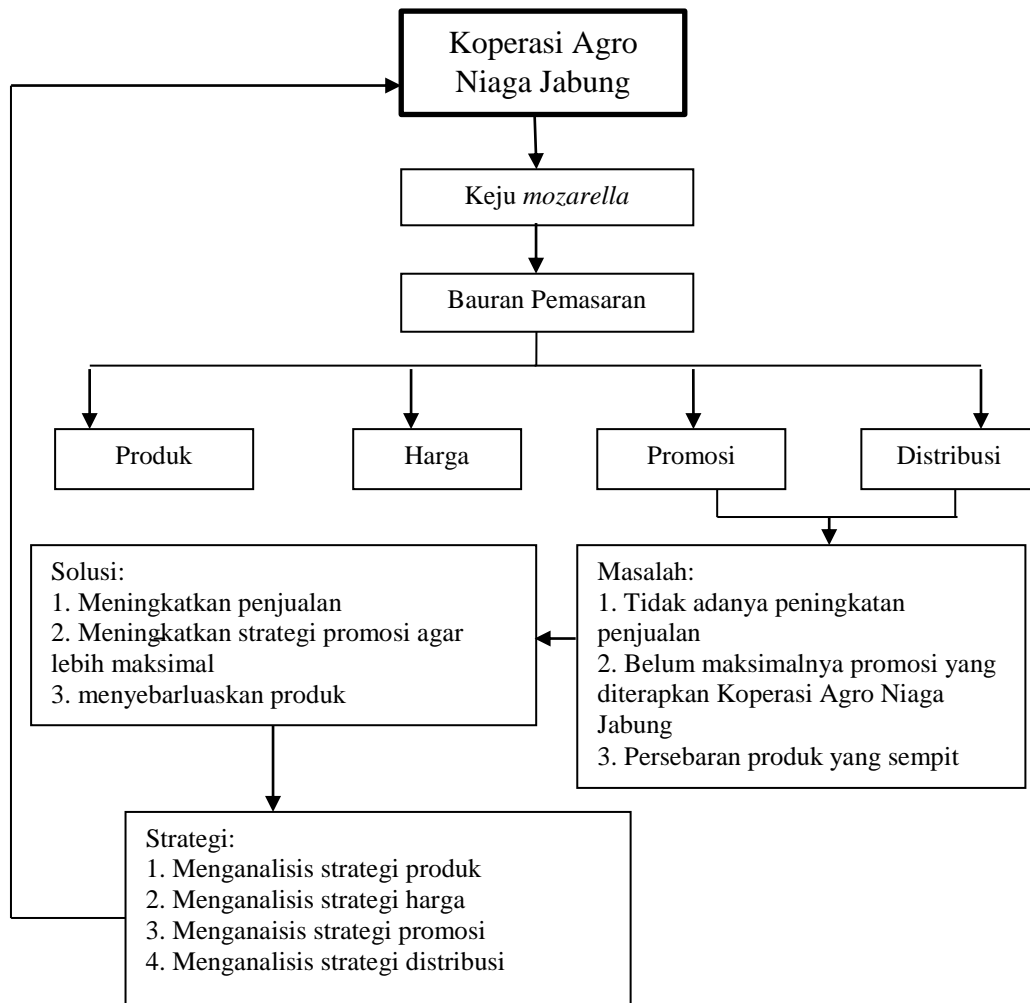 Koperasi Agro
Niaga Jabung
Keju mozarella
Bauran Pemasaran
Produk
Harga
Promosi
Distribusi
Solusi:
1. Meningkatkan penjualan
2. Meningkatkan strategi promosi agar
lebih maksimal
3. menyebarluaskan produk
Masalah:
1. Tidak adanya peningkatan
penjualan
2. Belum maksimalnya promosi yang
diterapkan Koperasi Agro Niaga
Jabung
3. Persebaran produk yang sempit
Strategi:
1. Menganalisis strategi produk
2. Menganalisis strategi harga
3. Menganaisis strategi promosi
4. Menganalisis strategi distribusi